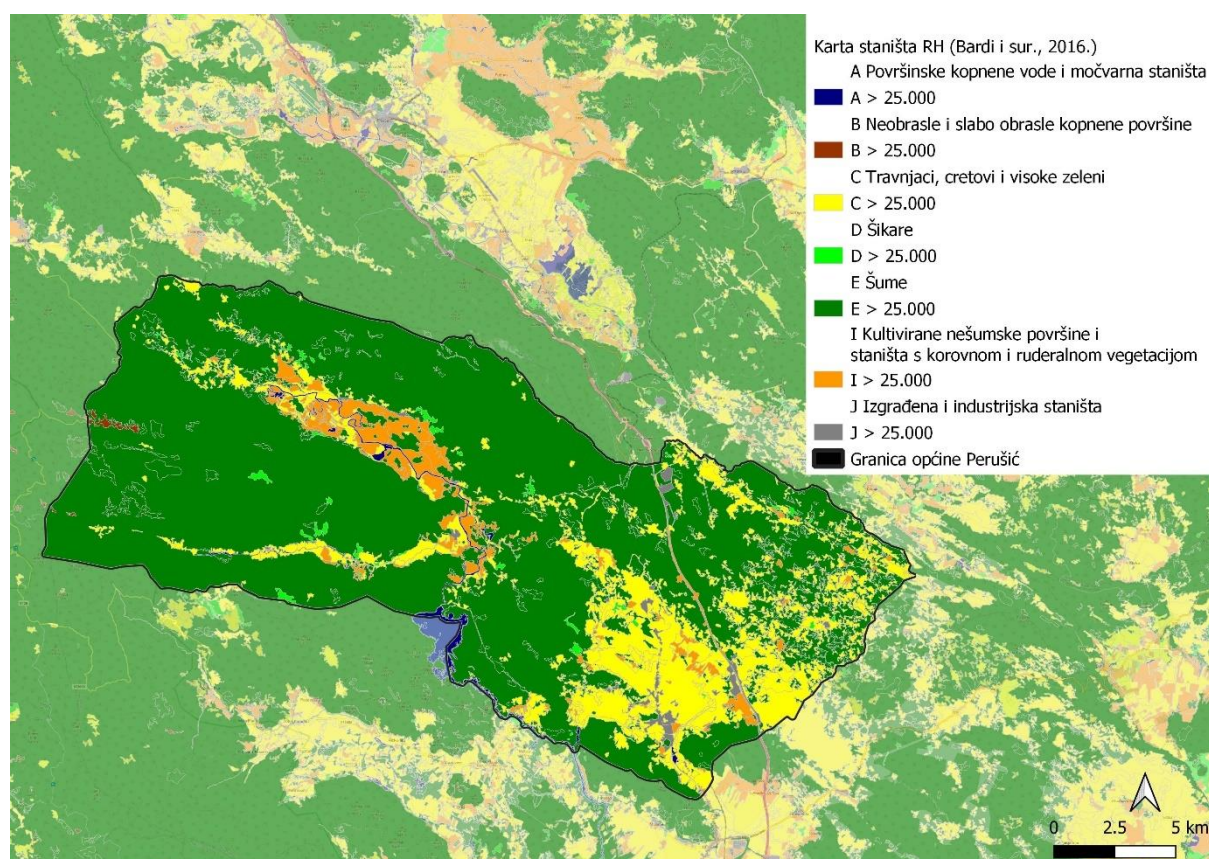 Karta staništa RH (Bardi i sur., 2016.)
A Površinske kopnene vode i močvarna staništa
A > 25.000
B Neobrasle i slabo obrasle kopnene površine
B > 25.000
C Travnjaci, cretovi i visoke zeleni
C > 25.000
D Šikare
D > 25.000
E Šume
E > 25.000
I Kultivirane nešumske površine i
staništa s korovnom i ruderalnom vegetacijom
I > 25.000
J Izgrađena i industrijska staništa
J > 25.000
Granica općine Perušić
0 2.5 5 km